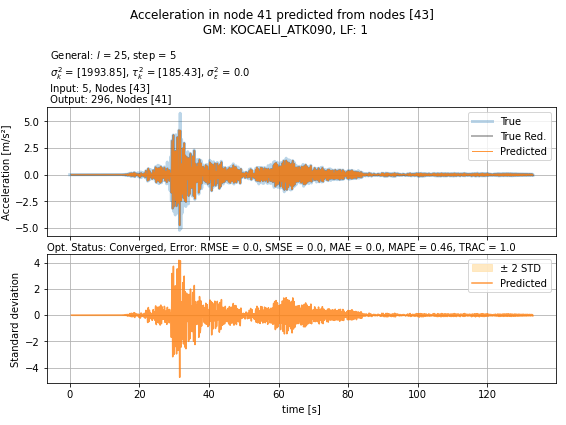 Acceleration in node 41 predicted from nodes [43]
GM: KOCAELI_ATK090, LF: 1
General: l = 25, step = 5
σ²ₖ = [1993.85], τ²ₖ = [185.43], σ²ε = 0.0
Input: 5, Nodes [43]
Output: 296, Nodes [41]
Acceleration [m/s²]
5.0
2.5
0.0
−2.5
−5.0
True
True Red.
Predicted
Opt. Status: Converged, Error: RMSE = 0.0, SMSE = 0.0, MAE = 0.0, MAPE = 0.46, TRAC = 1.0
Standard deviation
4
2
0
−2
−4
± 2 STD
Predicted
0 20 40 60 80 100 120
time [s]